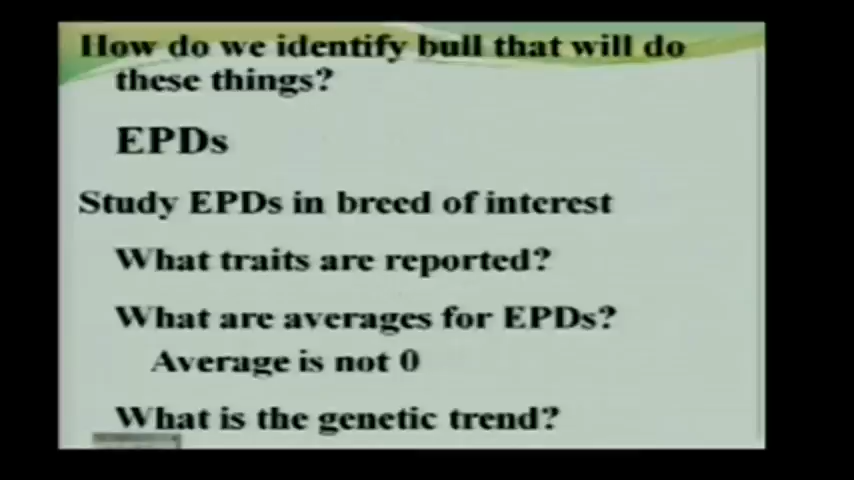 How do we identify bull that will do
these things?
EPDs
Study EPDs in breed of interest
What traits are reported?
What are averages for EPDs?
Average is not 0
What is the genetic trend?